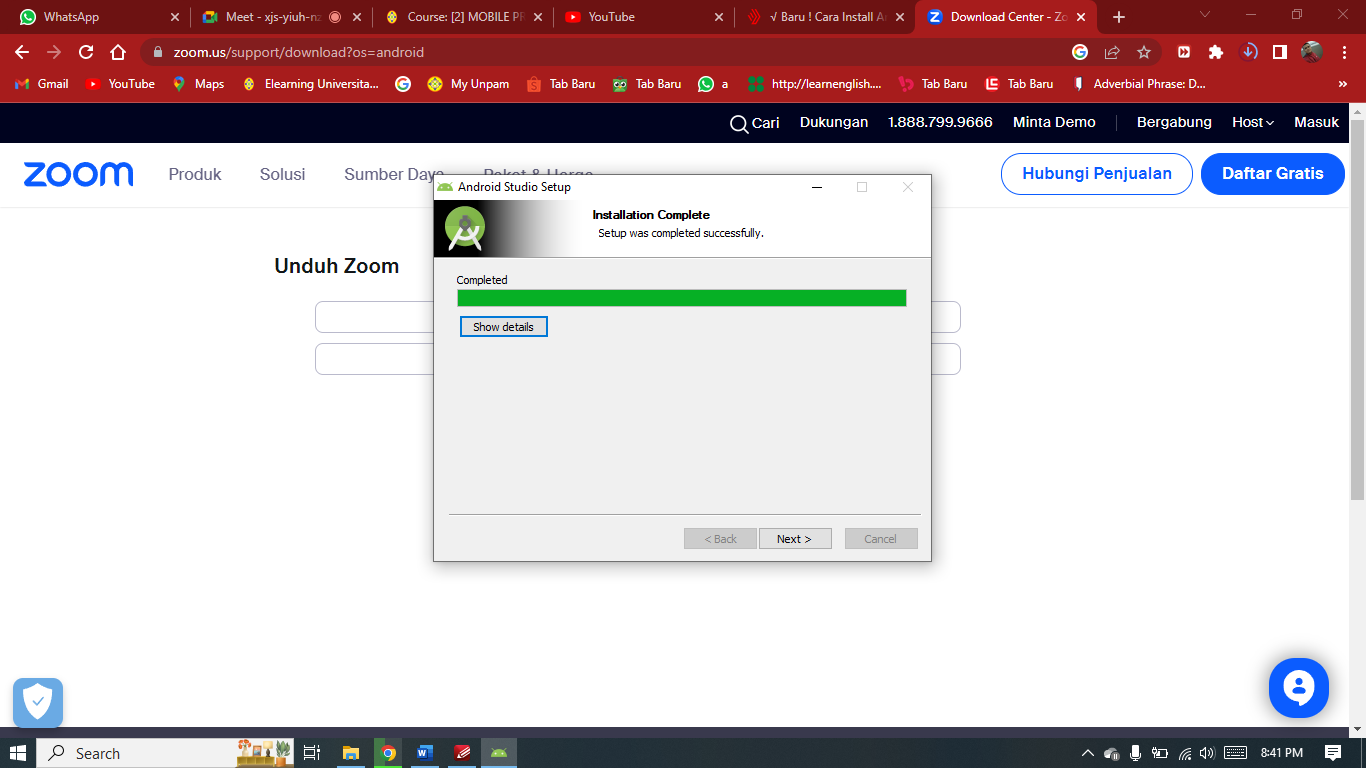 WhatsApp
Meet - xjs-yiuh-nz
Course: [2] MOBILE PR
YouTube
√ Baru ! Cara Install A
Download Center - Zo
zoom.us/support/download?os=android
Gmail
YouTube
Maps
Elearning Universita...
My Unpam
Tab Baru
Tab Baru
a
http://learnenglish....
Tab Baru
Tab Baru
Adverbial Phrase: D...
Cari
Dukungan
1.888.799.9666
Minta Demo
Bergabung
Host
Masuk
zoom
Produk
Solusi
Sumber Daya
Paket & Harga
Hubungi Penjualan
Daftar Gratis
Unduh Zoom
Android Studio Setup
Installation Complete
Setup was completed successfully.
Completed
Show details
< Back
Next >
Cancel
Search
8:41 PM